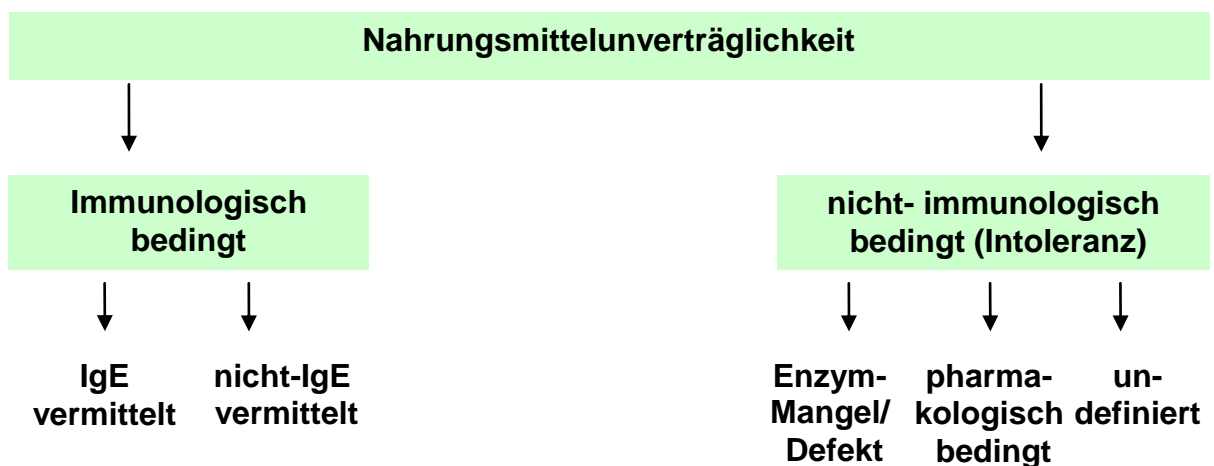 Nahrungsmittelunverträglichkeit
Immunologisch
bedingt
nicht- immunologisch
bedingt (Intoleranz)
IgE
vermittelt
nicht-IgE
vermittelt
Enzym-
Mangel/
Defekt
pharma-
kologisch
bedingt
un-
definiert